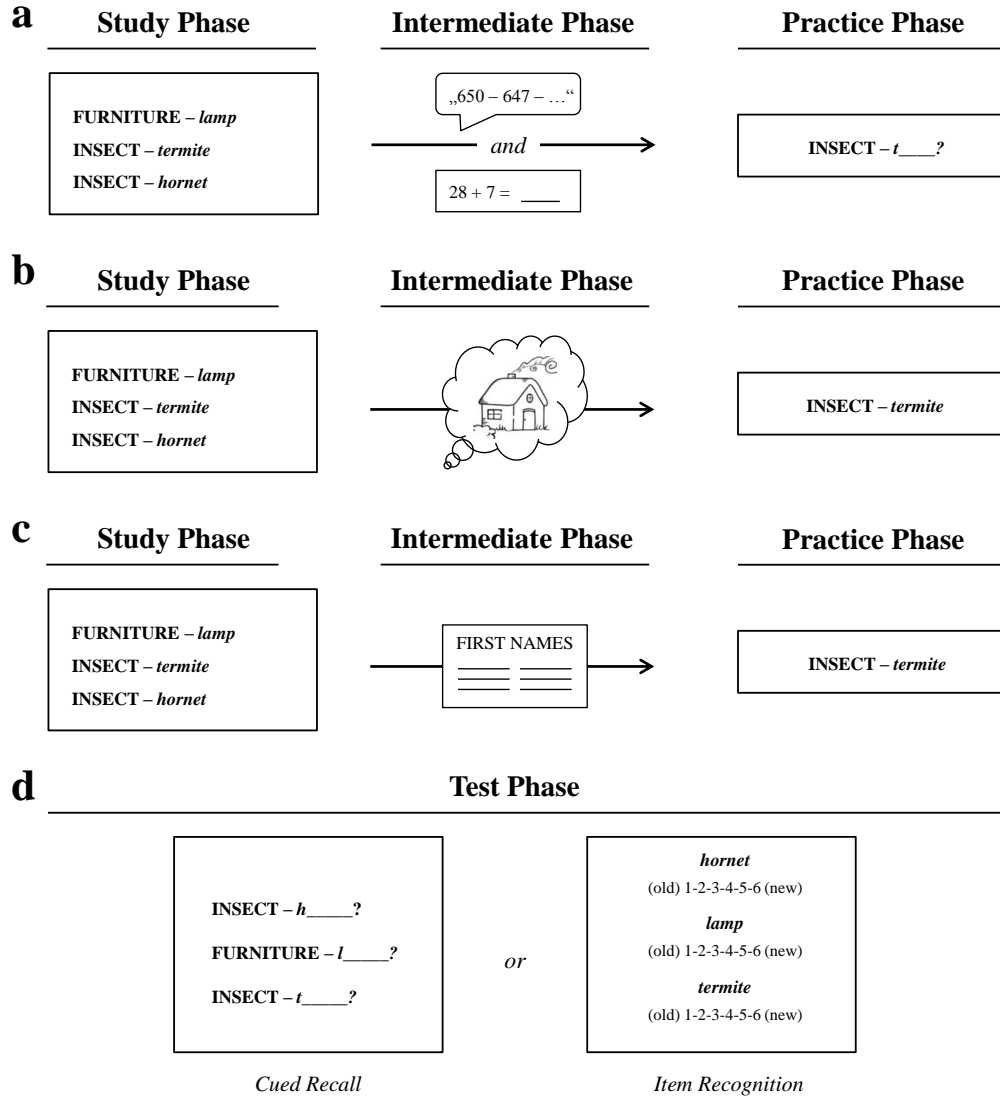 a
Study Phase
Intermediate Phase
Practice Phase
FURNITURE – lamp
INSECT – termite
INSECT – hornet
„650 – 647 – …“
and
28 + 7 = ____
INSECT – t____?
b
Study Phase
Intermediate Phase
Practice Phase
FURNITURE – lamp
INSECT – termite
INSECT – hornet
INSECT – termite
c
Study Phase
Intermediate Phase
Practice Phase
FURNITURE – lamp
INSECT – termite
INSECT – hornet
FIRST NAMES
INSECT – termite
d
Test Phase
INSECT – h_____?
FURNITURE – l_____?
INSECT – t_____?
or
hornet
(old) 1-2-3-4-5-6 (new)
lamp
(old) 1-2-3-4-5-6 (new)
termite
(old) 1-2-3-4-5-6 (new)
Cued Recall
Item Recognition